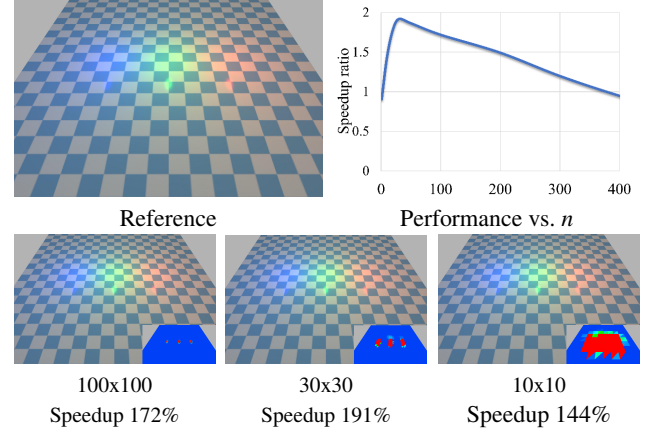 2
1.5
1
0.5
0
Speedup ratio
0 100 200 300 400
Reference
Performance vs. n
100x100
30x30
10x10
Speedup 172%
Speedup 191%
Speedup 144%